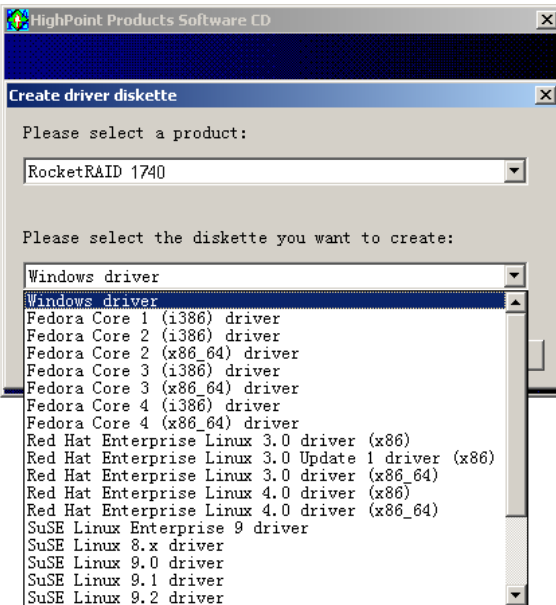 HighPoint Products Software CD
Create driver diskette
Please select a product:
RocketRAID 1740
Please select the diskette you want to create:
Windows driver
Windows driver
Fedora Core 1 (i386) driver
Fedora Core 2 (i386) driver
Fedora Core 2 (x86_64) driver
Fedora Core 3 (i386) driver
Fedora Core 3 (x86_64) driver
Fedora Core 4 (i386) driver
Fedora Core 4 (x86_64) driver
Red Hat Enterprise Linux 3.0 driver (x86)
Red Hat Enterprise Linux 3.0 Update 1 driver (x86)
Red Hat Enterprise Linux 3.0 driver (x86_64)
Red Hat Enterprise Linux 4.0 driver (x86)
Red Hat Enterprise Linux 4.0 driver (x86_64)
SuSE Linux Enterprise 9 driver
SuSE Linux 8.x driver
SuSE Linux 9.0 driver
SuSE Linux 9.1 driver
SuSE Linux 9.2 driver